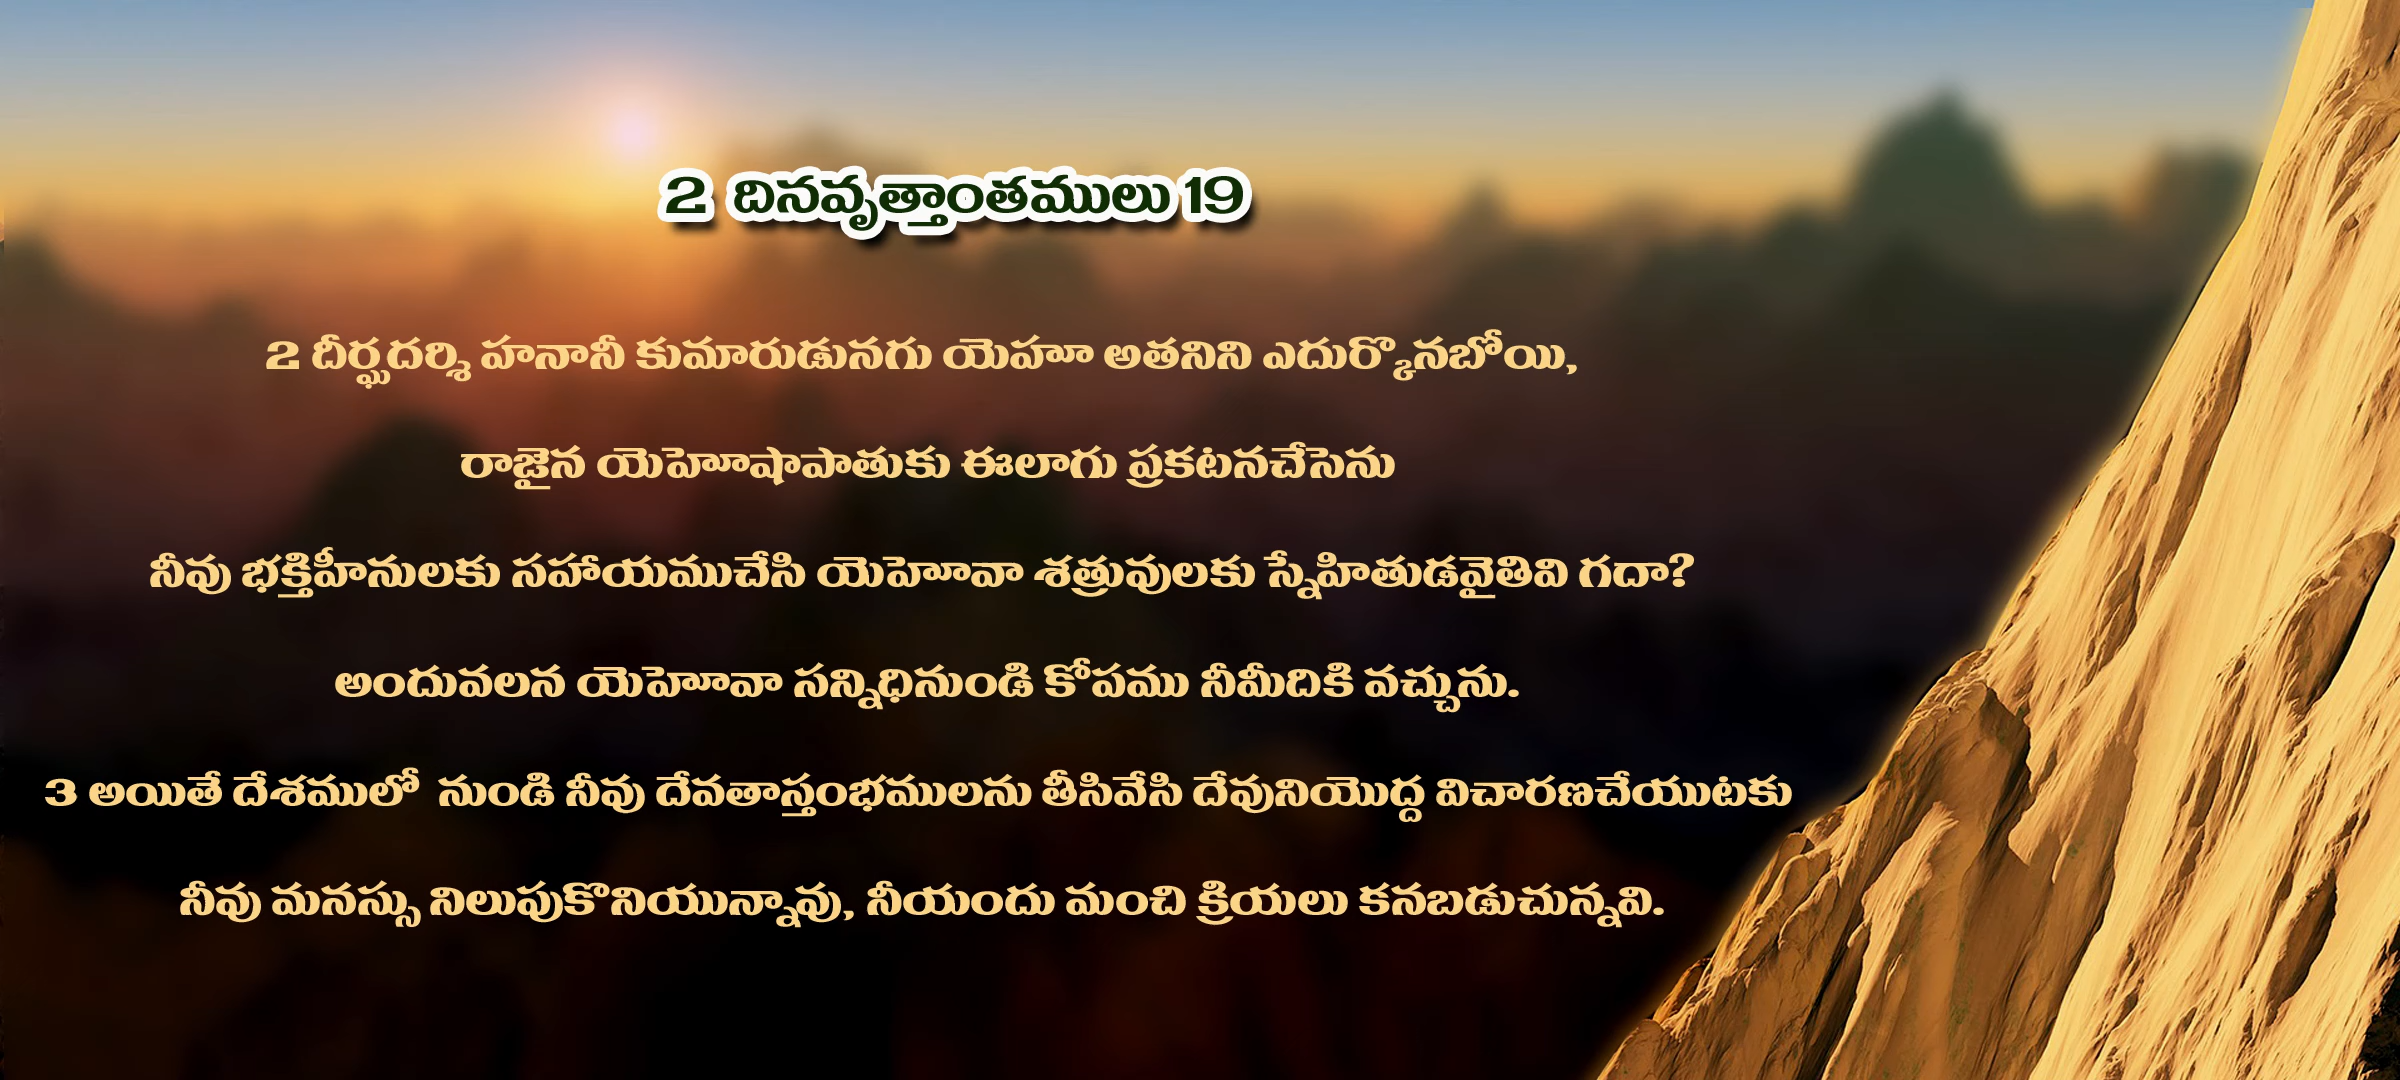 2 దినవృత్తాంతములు 19
2 దీర్ఘదర్శి హనానీ కుమారుడునగు యెహూ అతనిని ఎదుర్కొనబోయి,
రాజైన యెహోషాపాతుకు ఈలాగు ప్రకటనచేసెను
నీవు భక్తిహీనులకు సహాయముచేసి యెహోవా శత్రువులకు స్నేహితుడవైతివి గదా?
అందువలన యెహోవా సన్నిధినుండి కోపము నీమీదికి వచ్చును.
3 అయితే దేశములో నుండి నీవు దేవతాస్తంభములను తీసివేసి దేవునియొద్ద విచారణచేయుటకు
నీవు మనస్సు నిలుపుకొనియున్నావు, నీయందు మంచి క్రియలు కనబడుచున్నవి.